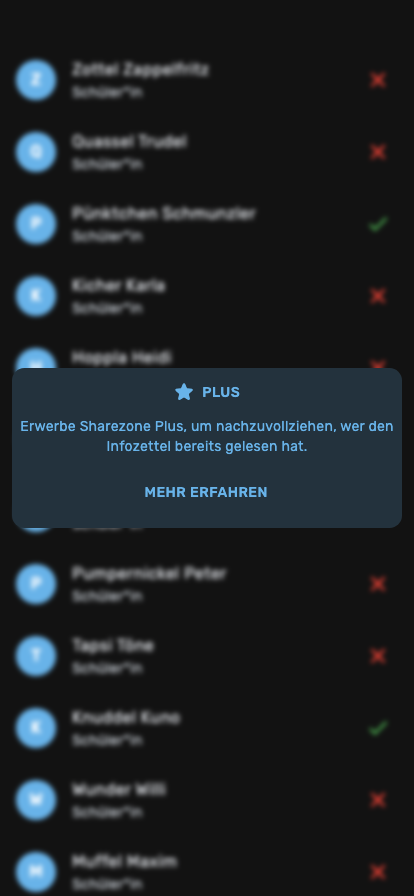 Z
Zottel Zappelfritz
Schüler*in
Q
Quassel Trudel
Schüler*in
P
Pünktchen Schmunzler
Schüler*in
K
Kicher Karla
Schüler*in
H
Hoppla Heidi
PLUS
Erwerbe Sharezone Plus, um nachzuvollziehen, wer den
Infozettel bereits gelesen hat.
MEHR ERFAHREN
P
Pumpernickel Peter
Schüler*in
T
Tapsi Töne
Schüler*in
K
Knuddel Kuno
Schüler*in
W
Wunder Willi
Schüler*in
M
Muffel Maxim
Schüler*in